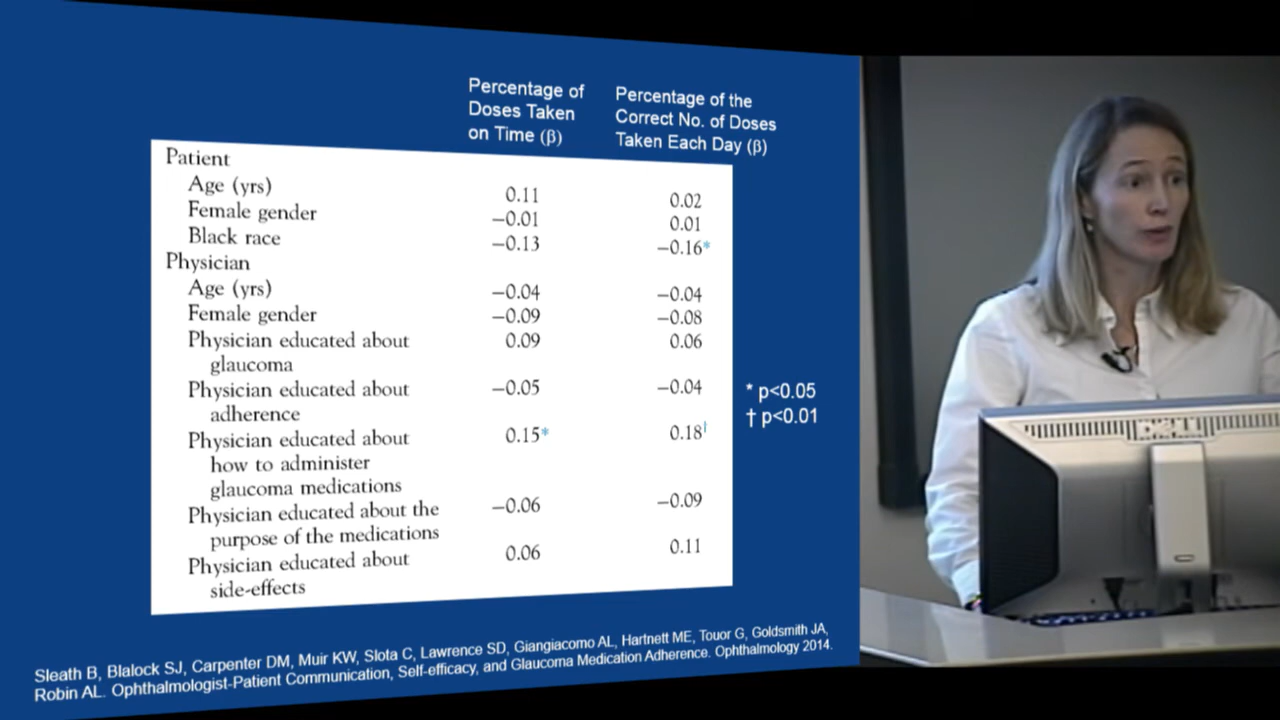 Percentage of
Doses Taken
on Time (β)
Percentage of the
Correct No. of Doses
Taken Each Day (β)
Patient
Age (yrs) 0.11 0.02
Female gender −0.01 0.01
Black race −0.13 −0.16*
Physician
Age (yrs) −0.04 −0.04
Female gender −0.09 −0.08
Physician educated about 0.09 0.06
glaucoma
Physician educated about −0.05 −0.04
adherence
Physician educated about 0.15* 0.18†
how to administer
glaucoma medications
Physician educated about the −0.06 −0.09
purpose of the medications
Physician educated about 0.06 0.11
side-effects
* p<0.05
† p<0.01
Sleath B, Blalock SJ, Carpenter DM, Muir KW, Slota C, Lawrence SD, Giangiacomo AL, Hartnett ME, Touor G, Goldsmith JA,
Robin AL. Ophthalmologist-Patient Communication, Self-efficacy, and Glaucoma Medication Adherence. Ophthalmology 2014.
DELL